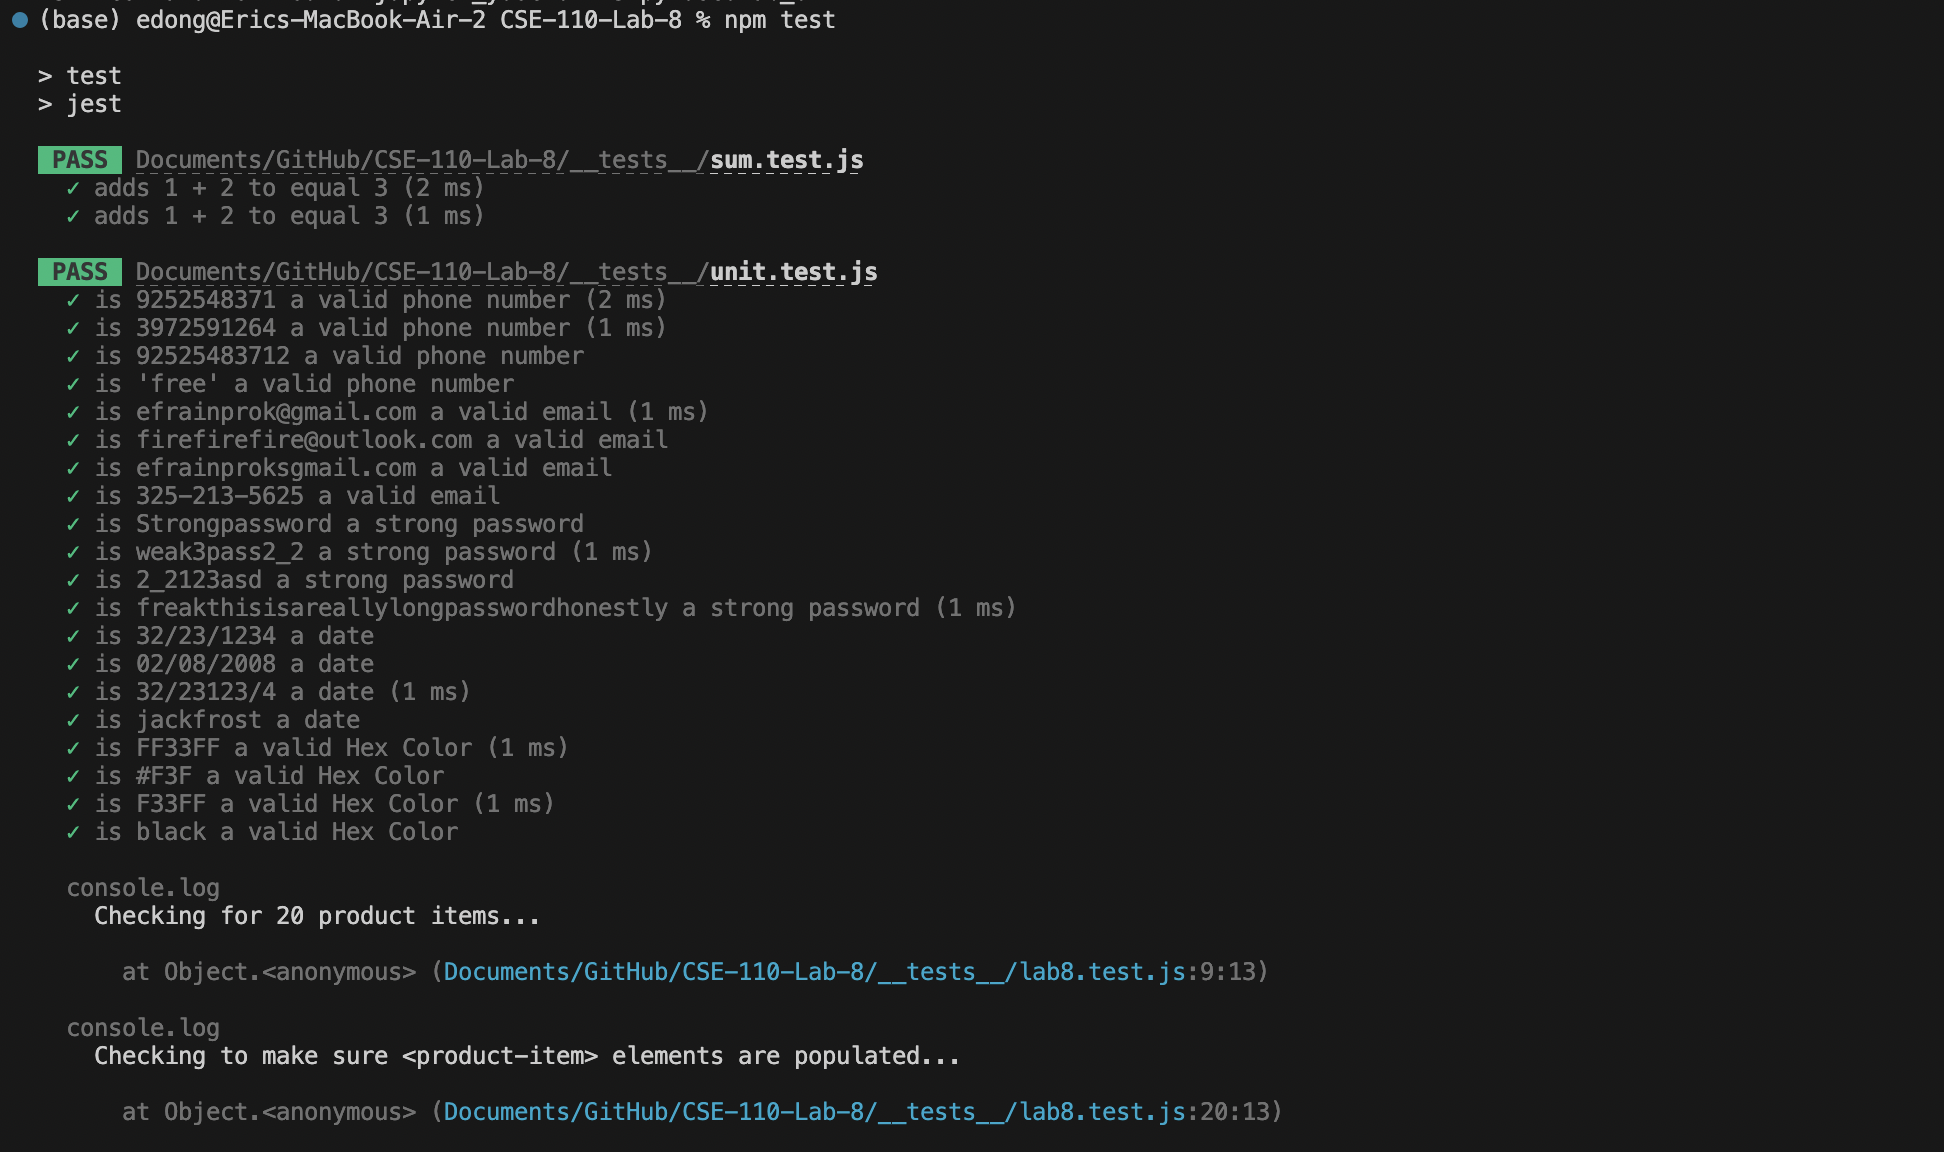 (base) edong@Erics-MacBook-Air-2 CSE-110-Lab-8 % npm test
> test
> jest
PASS Documents/GitHub/CSE-110-Lab-8/__tests__/sum.test.js
✓ adds 1 + 2 to equal 3 (2 ms)
✓ adds 1 + 2 to equal 3 (1 ms)
PASS Documents/GitHub/CSE-110-Lab-8/__tests__/unit.test.js
✓ is 9252548371 a valid phone number (2 ms)
✓ is 3972591264 a valid phone number (1 ms)
✓ is 92525483712 a valid phone number
✓ is 'free' a valid phone number
✓ is efrainprok@gmail.com a valid email (1 ms)
✓ is firefirefire@outlook.com a valid email
✓ is efrainproksgmail.com a valid email
✓ is 325-213-5625 a valid email
✓ is Strongpassword a strong password
✓ is weak3pass2_2 a strong password (1 ms)
✓ is 2_2123asd a strong password
✓ is freakthisisareallylongpasswordhonestly a strong password (1 ms)
✓ is 32/23/1234 a date
✓ is 02/08/2008 a date
✓ is 32/23123/4 a date (1 ms)
✓ is jackfrost a date
✓ is FF33FF a valid Hex Color (1 ms)
✓ is #F3F a valid Hex Color
✓ is F33FF a valid Hex Color (1 ms)
✓ is black a valid Hex Color
console.log
Checking for 20 product items...
at Object.<anonymous> (Documents/GitHub/CSE-110-Lab-8/__tests__/lab8.test.js:9:13)
console.log
Checking to make sure <product-item> elements are populated...
at Object.<anonymous> (Documents/GitHub/CSE-110-Lab-8/__tests__/lab8.test.js:20:13)